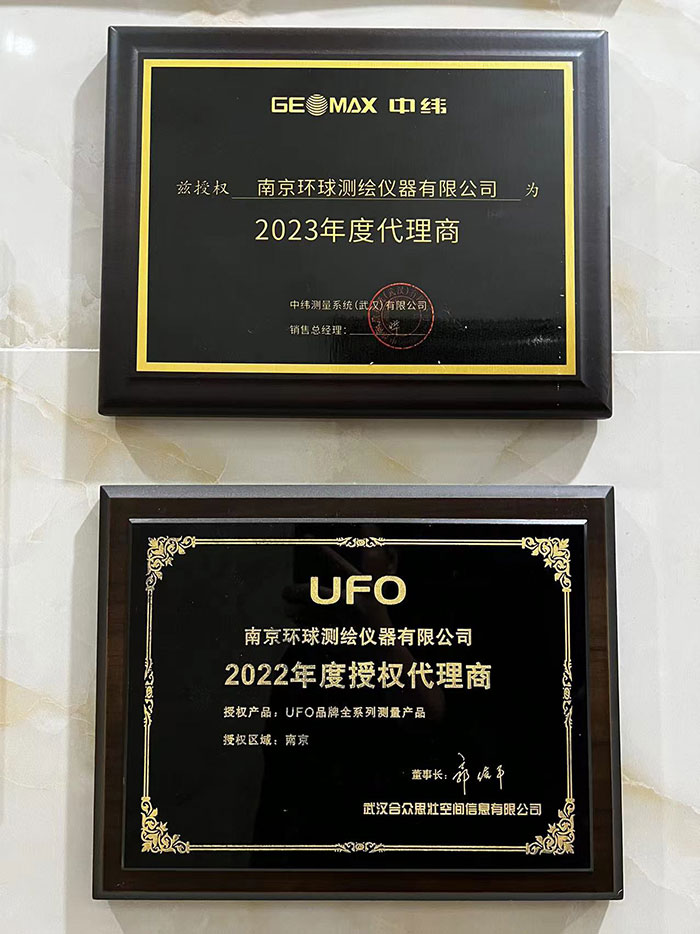 GEOMAX 中纬
兹授权 南京环球测绘仪器有限公司 为
2023年度代理商
中纬测量系统(武汉)有限公司
销售总经理:
UFO
南京环球测绘仪器有限公司
2022年度授权代理商
授权产品: UFO品牌全系列测量产品
授权区域: 南京
董事长:
武汉合众思壮空间信息有限公司